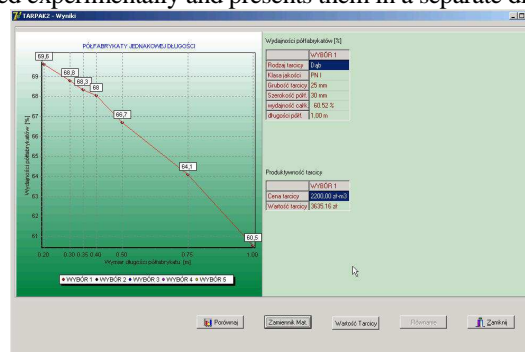 ed experimentally and presents them in a separate di
TARPAK2 - Wyniki
PÓŁFABRYKATY JEDNAKOWEJ DŁUGOŚCI
69,6
68,8
68,3
68
66,7
64,1
60,5
69
68
67
66
65
64
63
62
61
Wydajności półfabrykatów [%]
0.20 0.30 0.35 0.40 0.50 0.75 1.00
Wymiar długości półfabrykatu [m]
WYBÓR 1 WYBÓR 2 WYBÓR 3 WYBÓR 4 WYBÓR 5
Wydajności półfabrykatów [%]
WYBÓR 1
Rodzaj tarcicy Dąb
Klasa jakości PN I
Grubość tarcicy 25 mm
Szerokość półf. 30 mm
wydajność całk. 60.52 %
długości półf. 1.00 m
Produktywność tarcicy
WYBÓR 1
Cena tarcicy 2200.00 zł·m3
Wartość tarcicy 3635.16 zł
Porównaj Zamiennik Mat. Wartość Tarcicy Równanie Zamknij